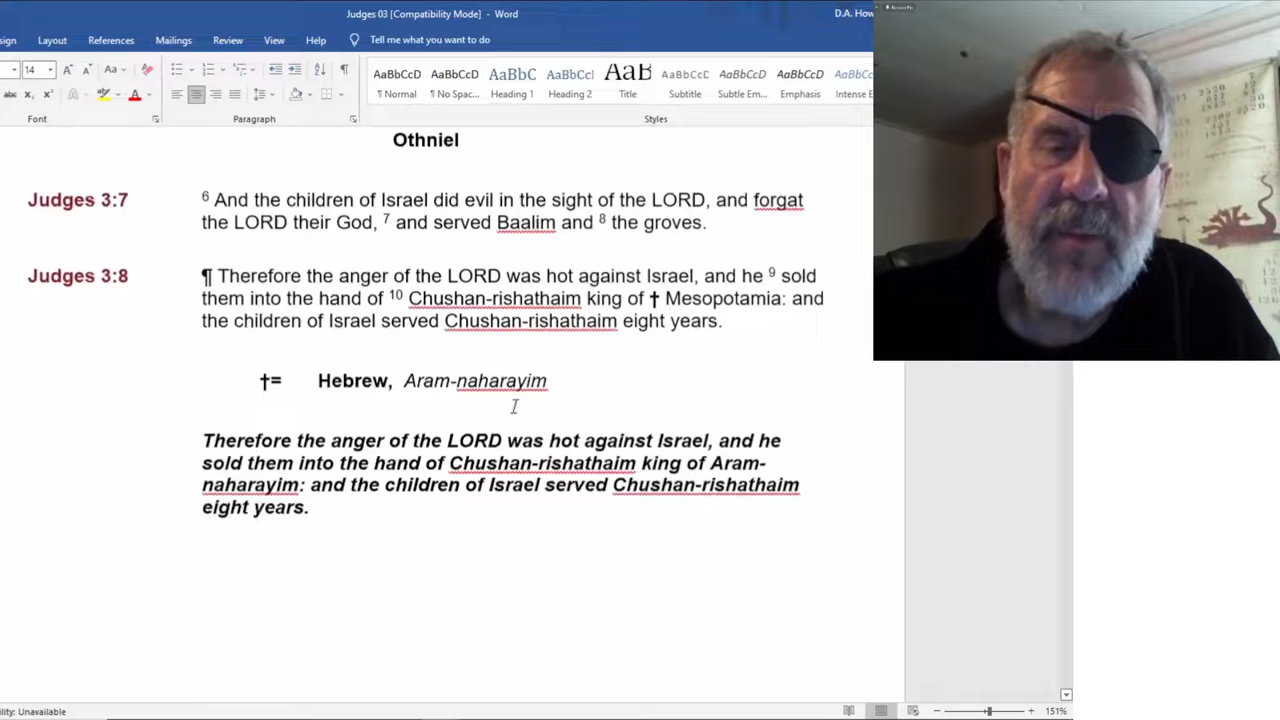 Judges 03 [Compatibility Mode] - Word
D.A. How
sign Layout References Mailings Review View Help Tell me what you want to do
14 Aa
abc x₂ x² A A
Font Paragraph Styles
AaBbCcD AaBbCcD AaBbC AaBbCcl AaB AaBbCcD AaBbCcD AaBbCcD AaBbCcl
¶ Normal ¶ No Spac... Heading 1 Heading 2 Title Subtitle Subtle Em... Emphasis Intense E
Othniel
Judges 3:7 ⁶ And the children of Israel did evil in the sight of the LORD, and forgat
the LORD their God, ⁷ and served Baalim and ⁸ the groves.
Judges 3:8 ¶ Therefore the anger of the LORD was hot against Israel, and he ⁹ sold
them into the hand of ¹⁰ Chushan-rishathaim king of † Mesopotamia: and
the children of Israel served Chushan-rishathaim eight years.
†= Hebrew, Aram-naharayim
Therefore the anger of the LORD was hot against Israel, and he
sold them into the hand of Chushan-rishathaim king of Aram-
naharayim: and the children of Israel served Chushan-rishathaim
eight years.
2520
lity: Unavailable
151%